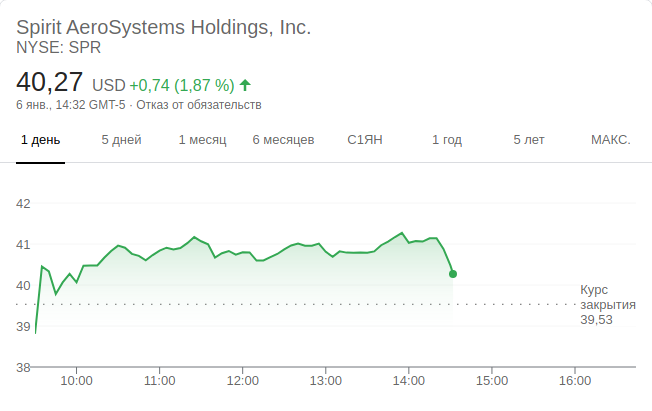 Spirit AeroSystems Holdings, Inc.
NYSE: SPR
40,27 USD +0,74 (1,87 %)
6 янв., 14:32 GMT-5 · Отказ от обязательств
1 день 5 дней 1 месяц 6 месяцев С1ЯН 1 год 5 лет МАКС.
42
41
40
39
38
Курс
закрытия
39,53
10:00 11:00 12:00 13:00 14:00 15:00 16:00